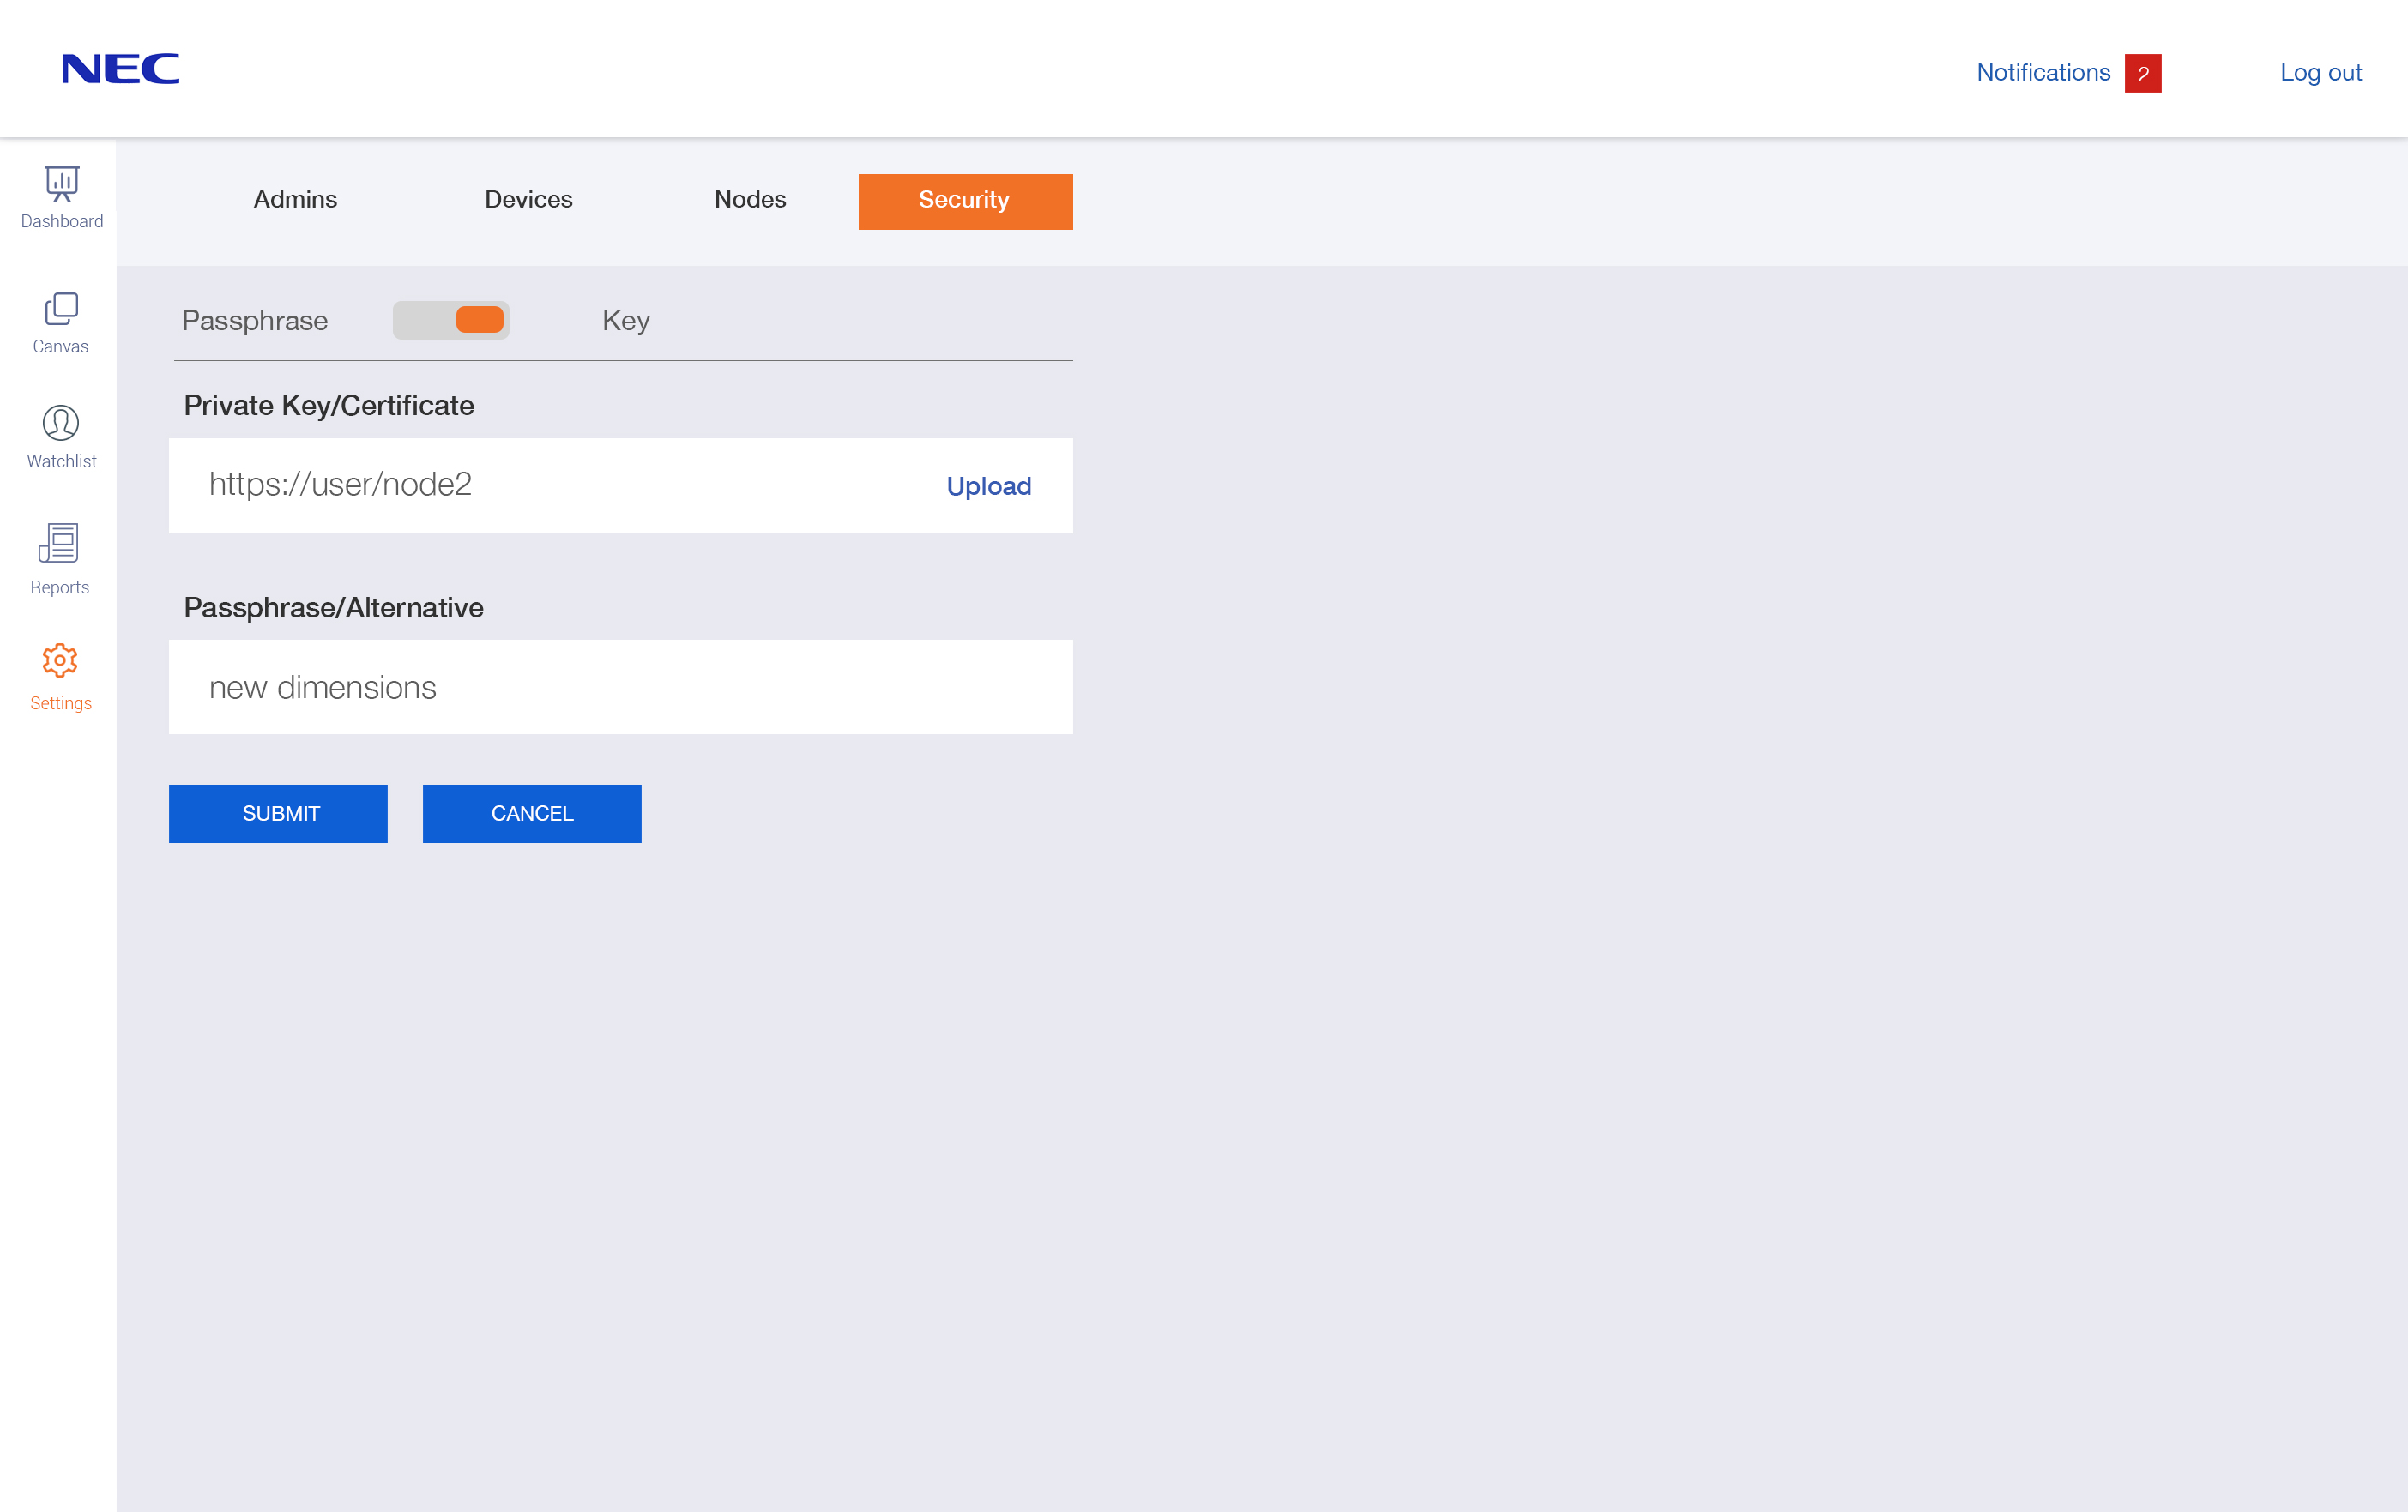 NEC
Notifications 2
Log out
Dashboard
Canvas
Watchlist
Reports
Settings
Admins Devices Nodes Security
Passphrase Key
Private Key/Certificate
https://user/node2 Upload
Passphrase/Alternative
new dimensions
SUBMIT CANCEL